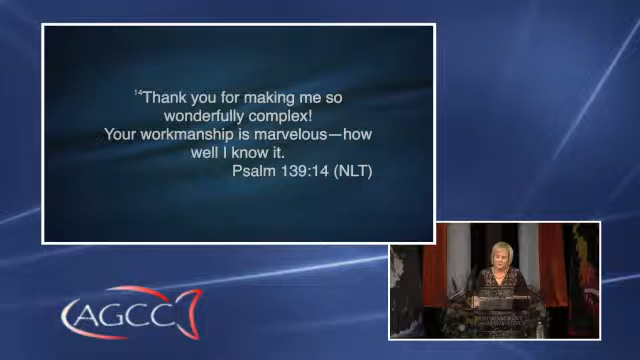 14Thank you for making me so
wonderfully complex!
Your workmanship is marvelous—how
well I know it.
Psalm 139:14 (NLT)
AGCC